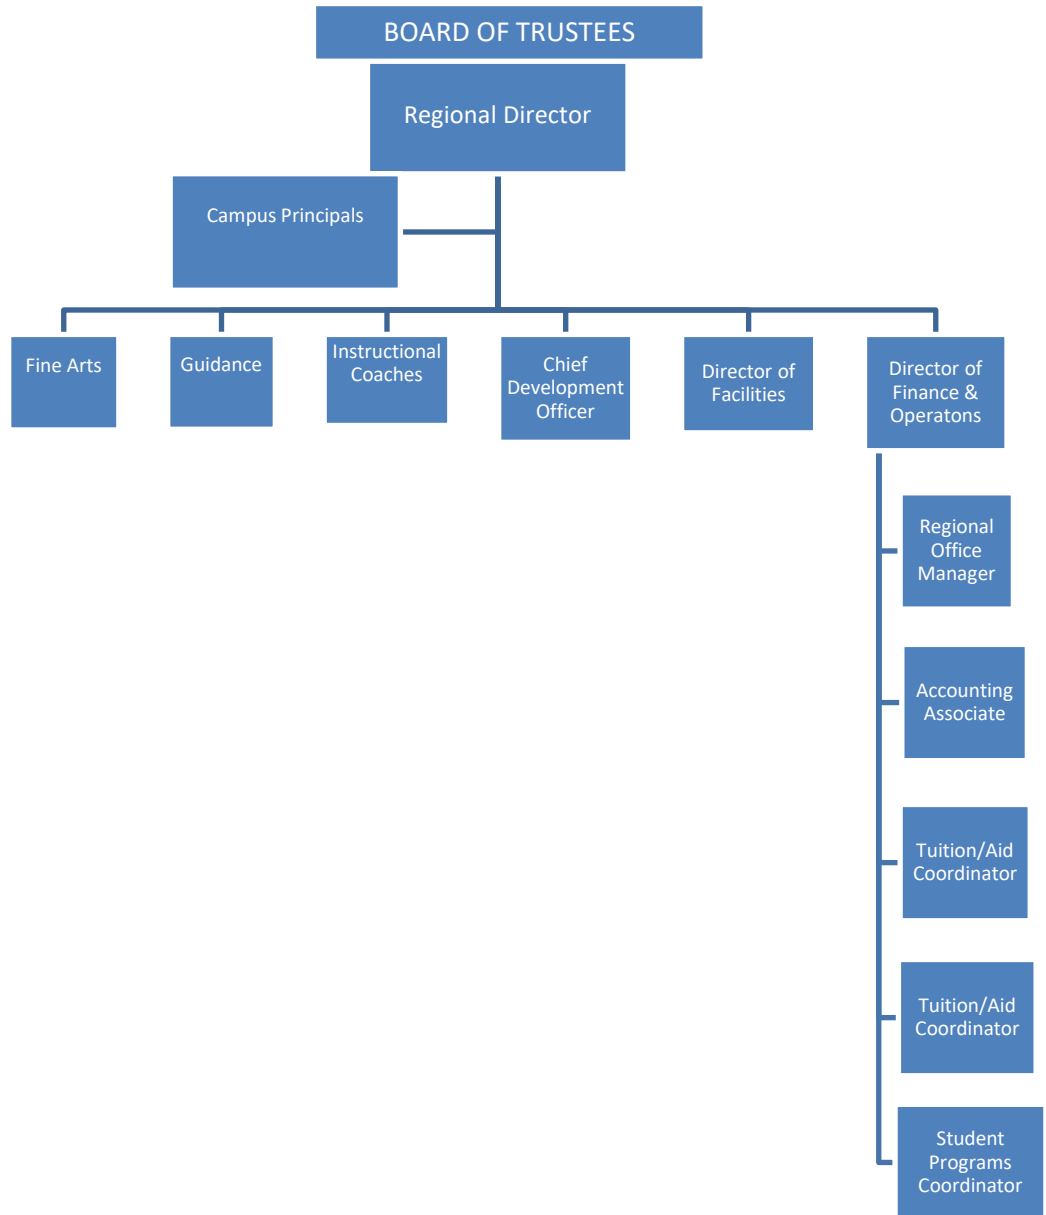 BOARD OF TRUSTEES
Regional Director
Campus Principals
Fine Arts
Guidance
Instructional
Coaches
Chief
Development
Officer
Director of
Facilities
Director of
Finance &
Operatons
Regional
Office
Manager
Accounting
Associate
Tuition/Aid
Coordinator
Tuition/Aid
Coordinator
Student
Programs
Coordinator